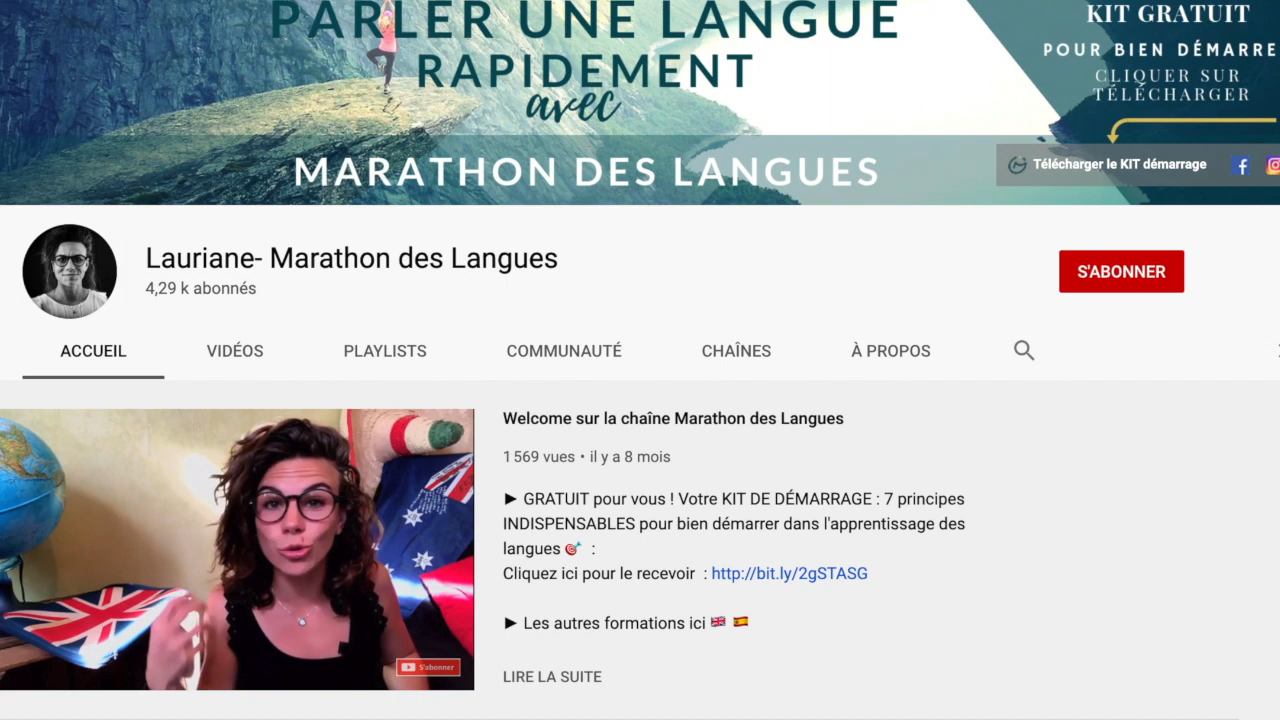 PARLER UNE LANGUE
RAPIDEMENT
avec
MARATHON DES LANGUES
KIT GRATUIT
POUR BIEN DÉMARRE
CLIQUER SUR
TÉLÉCHARGER
Télécharger le KIT démarrage
Lauriane- Marathon des Langues
4,29 k abonnés
S'ABONNER
ACCUEIL VIDÉOS PLAYLISTS COMMUNAUTÉ CHAÎNES À PROPOS
Welcome sur la chaîne Marathon des Langues
1 569 vues • il y a 8 mois
► GRATUIT pour vous ! Votre KIT DE DÉMARRAGE : 7 principes
INDISPENSABLES pour bien démarrer dans l'apprentissage des
langues 🎯 :
Cliquez ici pour le recevoir : http://bit.ly/2gSTASG
► Les autres formations ici 🇬🇧 🇪🇸
LIRE LA SUITE
S'abonner